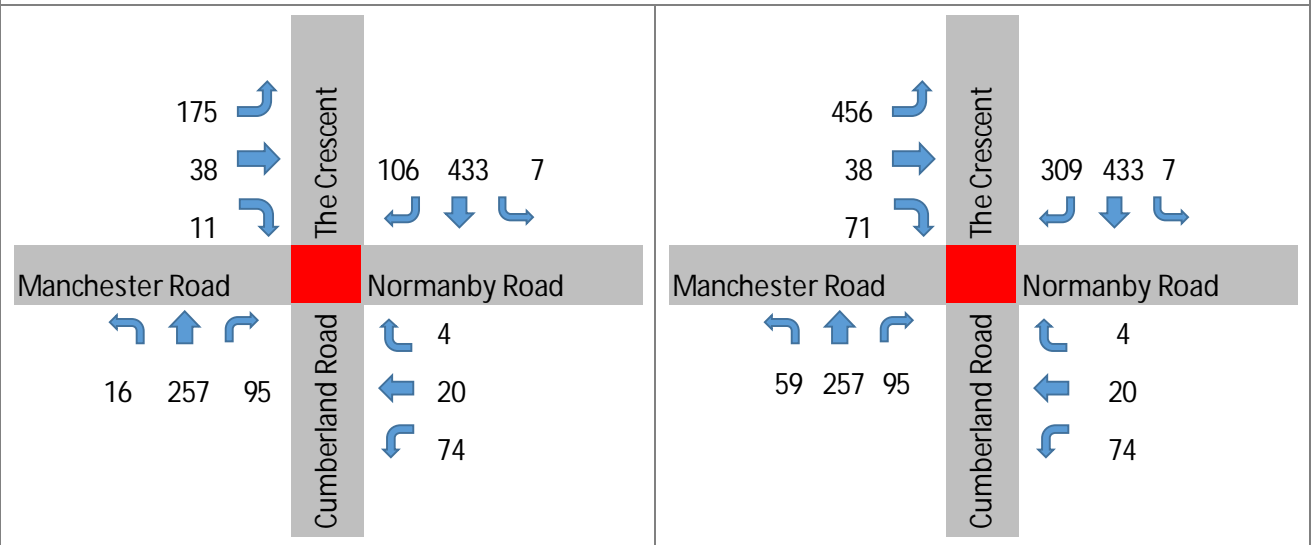 175
38
11
The Crescent
106 433 7
Manchester Road
Normanby Road
16 257 95
Cumberland Road
4
20
74
456
38
71
The Crescent
309 433 7
Manchester Road
Normanby Road
59 257 95
Cumberland Road
4
20
74